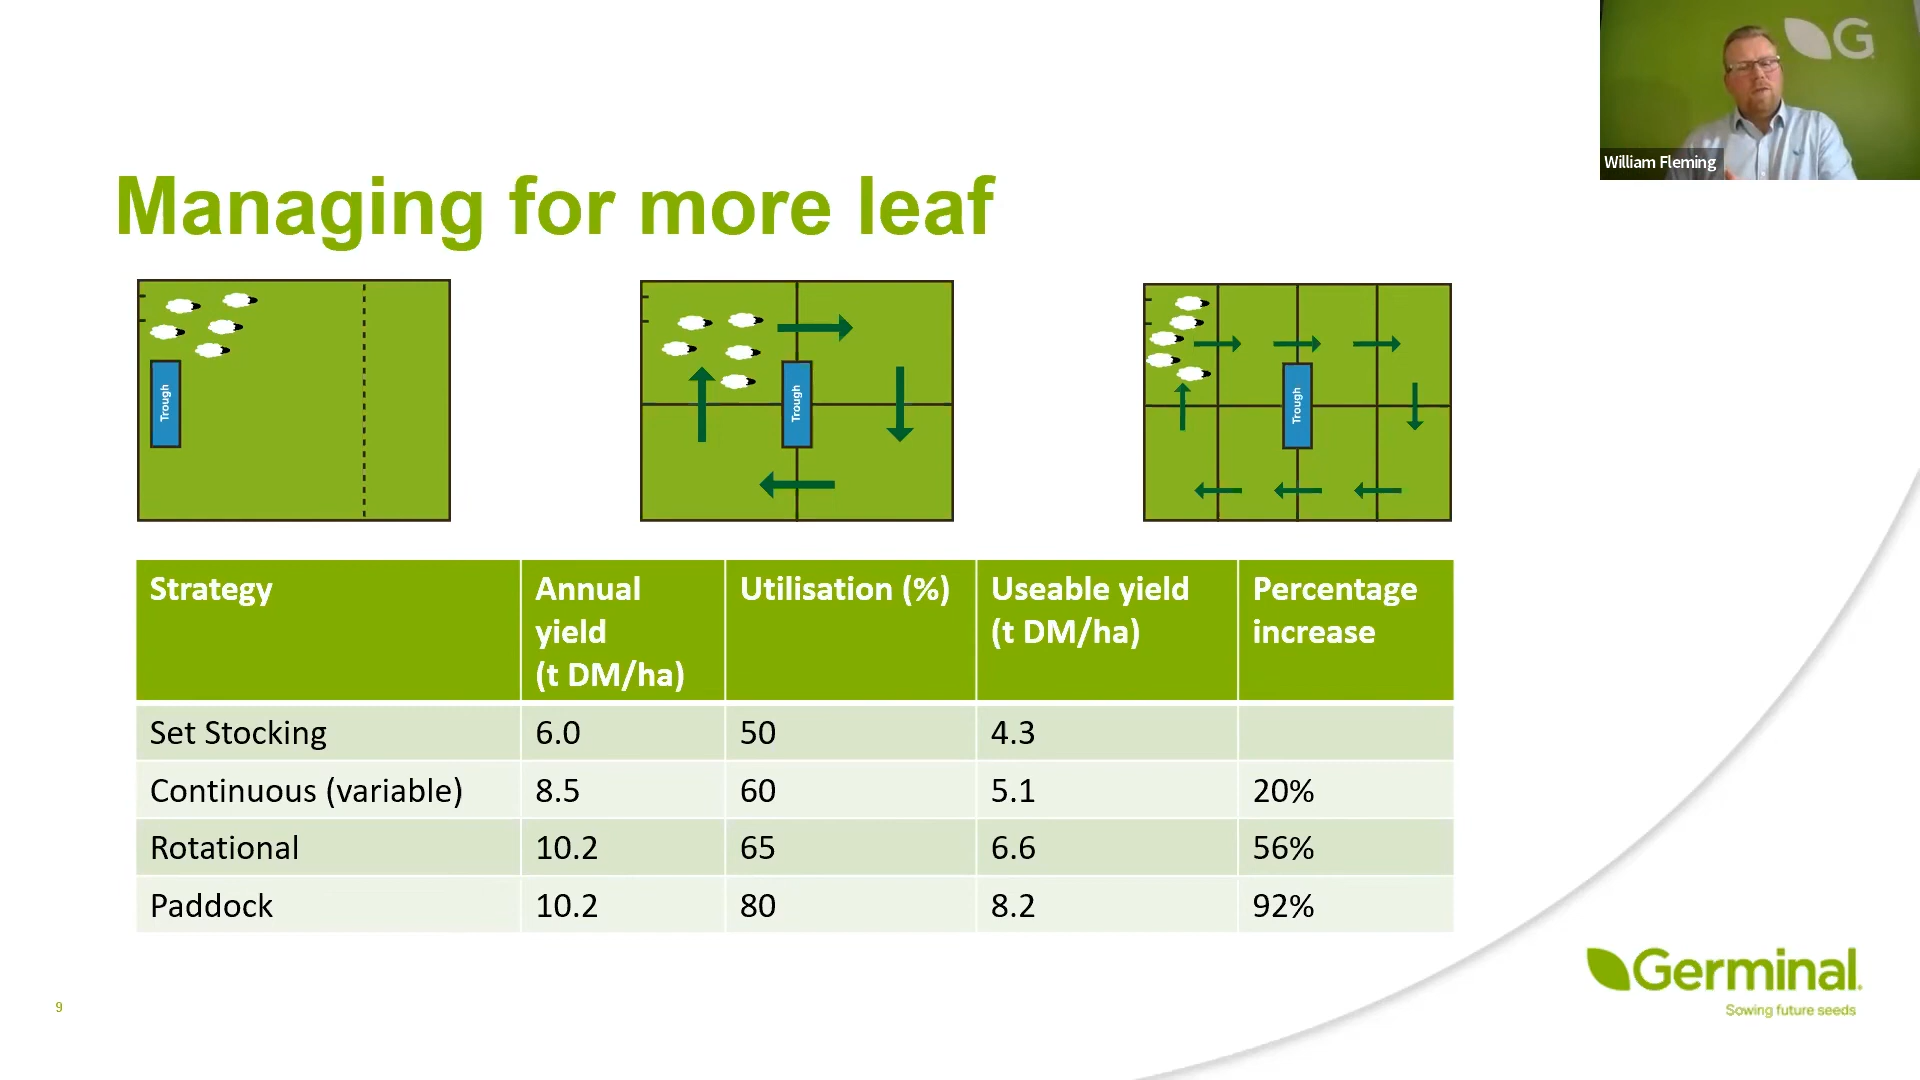 G
William Fleming
Managing for more leaf
Trough
Trough
Trough
Strategy
Annual
yield
(t DM/ha)
Utilisation (%)
Useable yield
(t DM/ha)
Percentage
increase
Set Stocking 6.0 50 4.3
Continuous (variable) 8.5 60 5.1 20%
Rotational 10.2 65 6.6 56%
Paddock 10.2 80 8.2 92%
Germinal.
Sowing future seeds
9